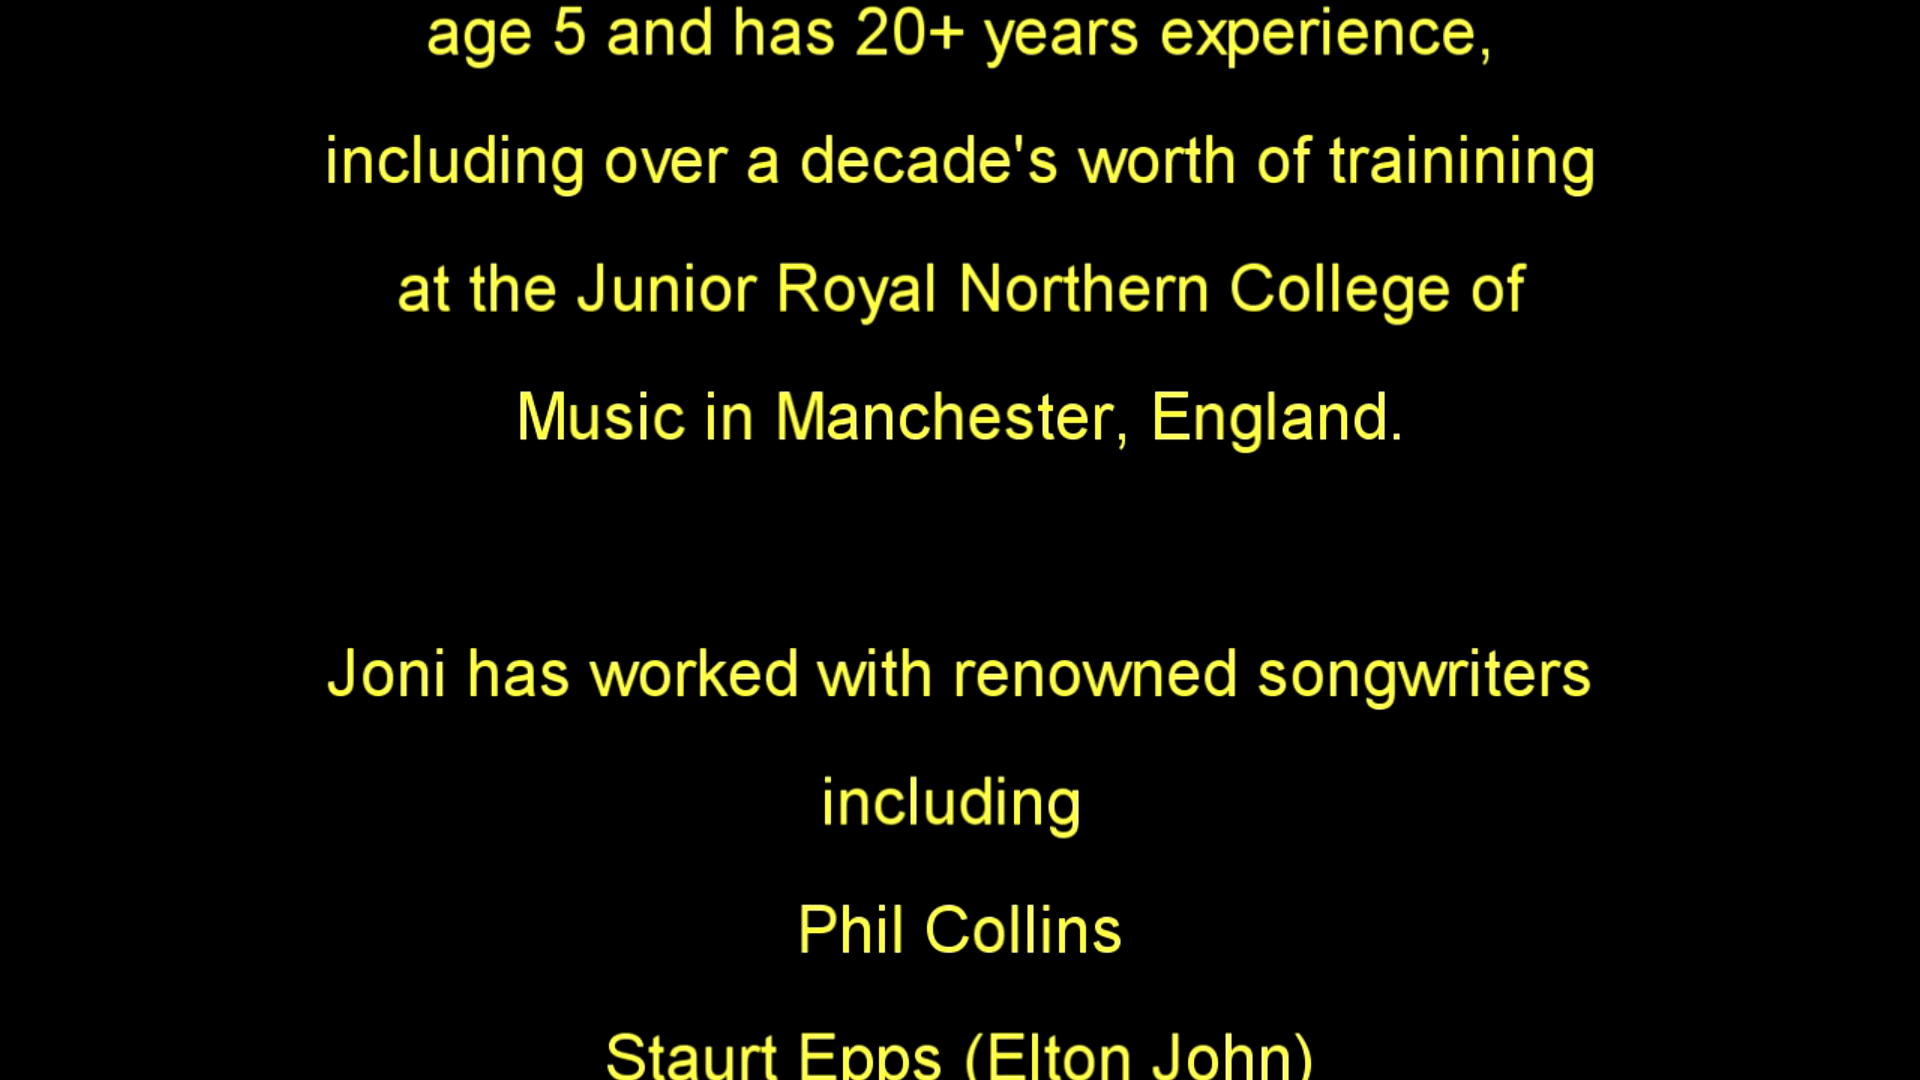 age 5 and has 20+ years experience,
including over a decade's worth of trainining
at the Junior Royal Northern College of
Music in Manchester, England.
Joni has worked with renowned songwriters
including
Phil Collins
Staurt Epps (Elton John)